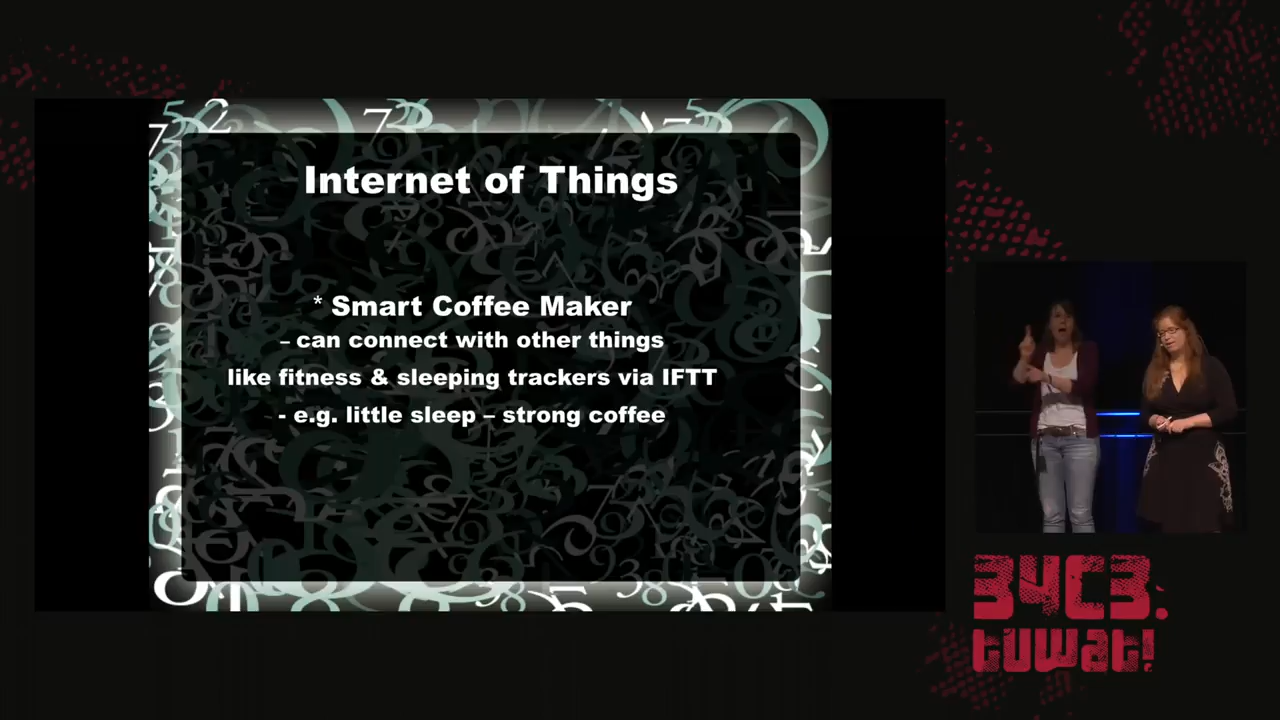 Internet of Things
* Smart Coffee Maker
– can connect with other things
like fitness & sleeping trackers via IFTT
- e.g. little sleep – strong coffee
34C3.
tuwat!